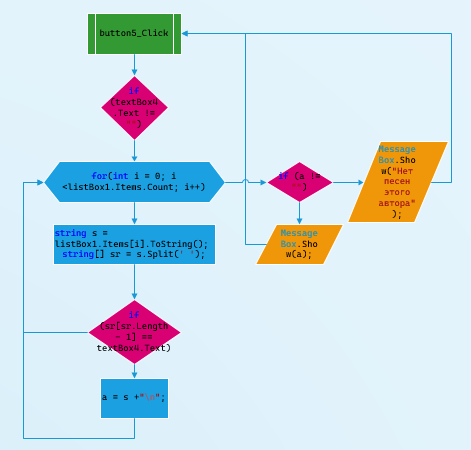 button5_Click
if
(textBox4
.Text !=
"")
for(int i = 0; i
<listBox1.Items.Count; i++)
if (a !=
"")
Message
Box.Sho
w("Нет
песен
этого
автора"
);
string s =
listBox1.Items[i].ToString();
string[] sr = s.Split(' ');
Message
Box.Sho
w(a);
if
(sr[sr.Length
- 1] ==
textBox4.Text)
a = s +"\n";